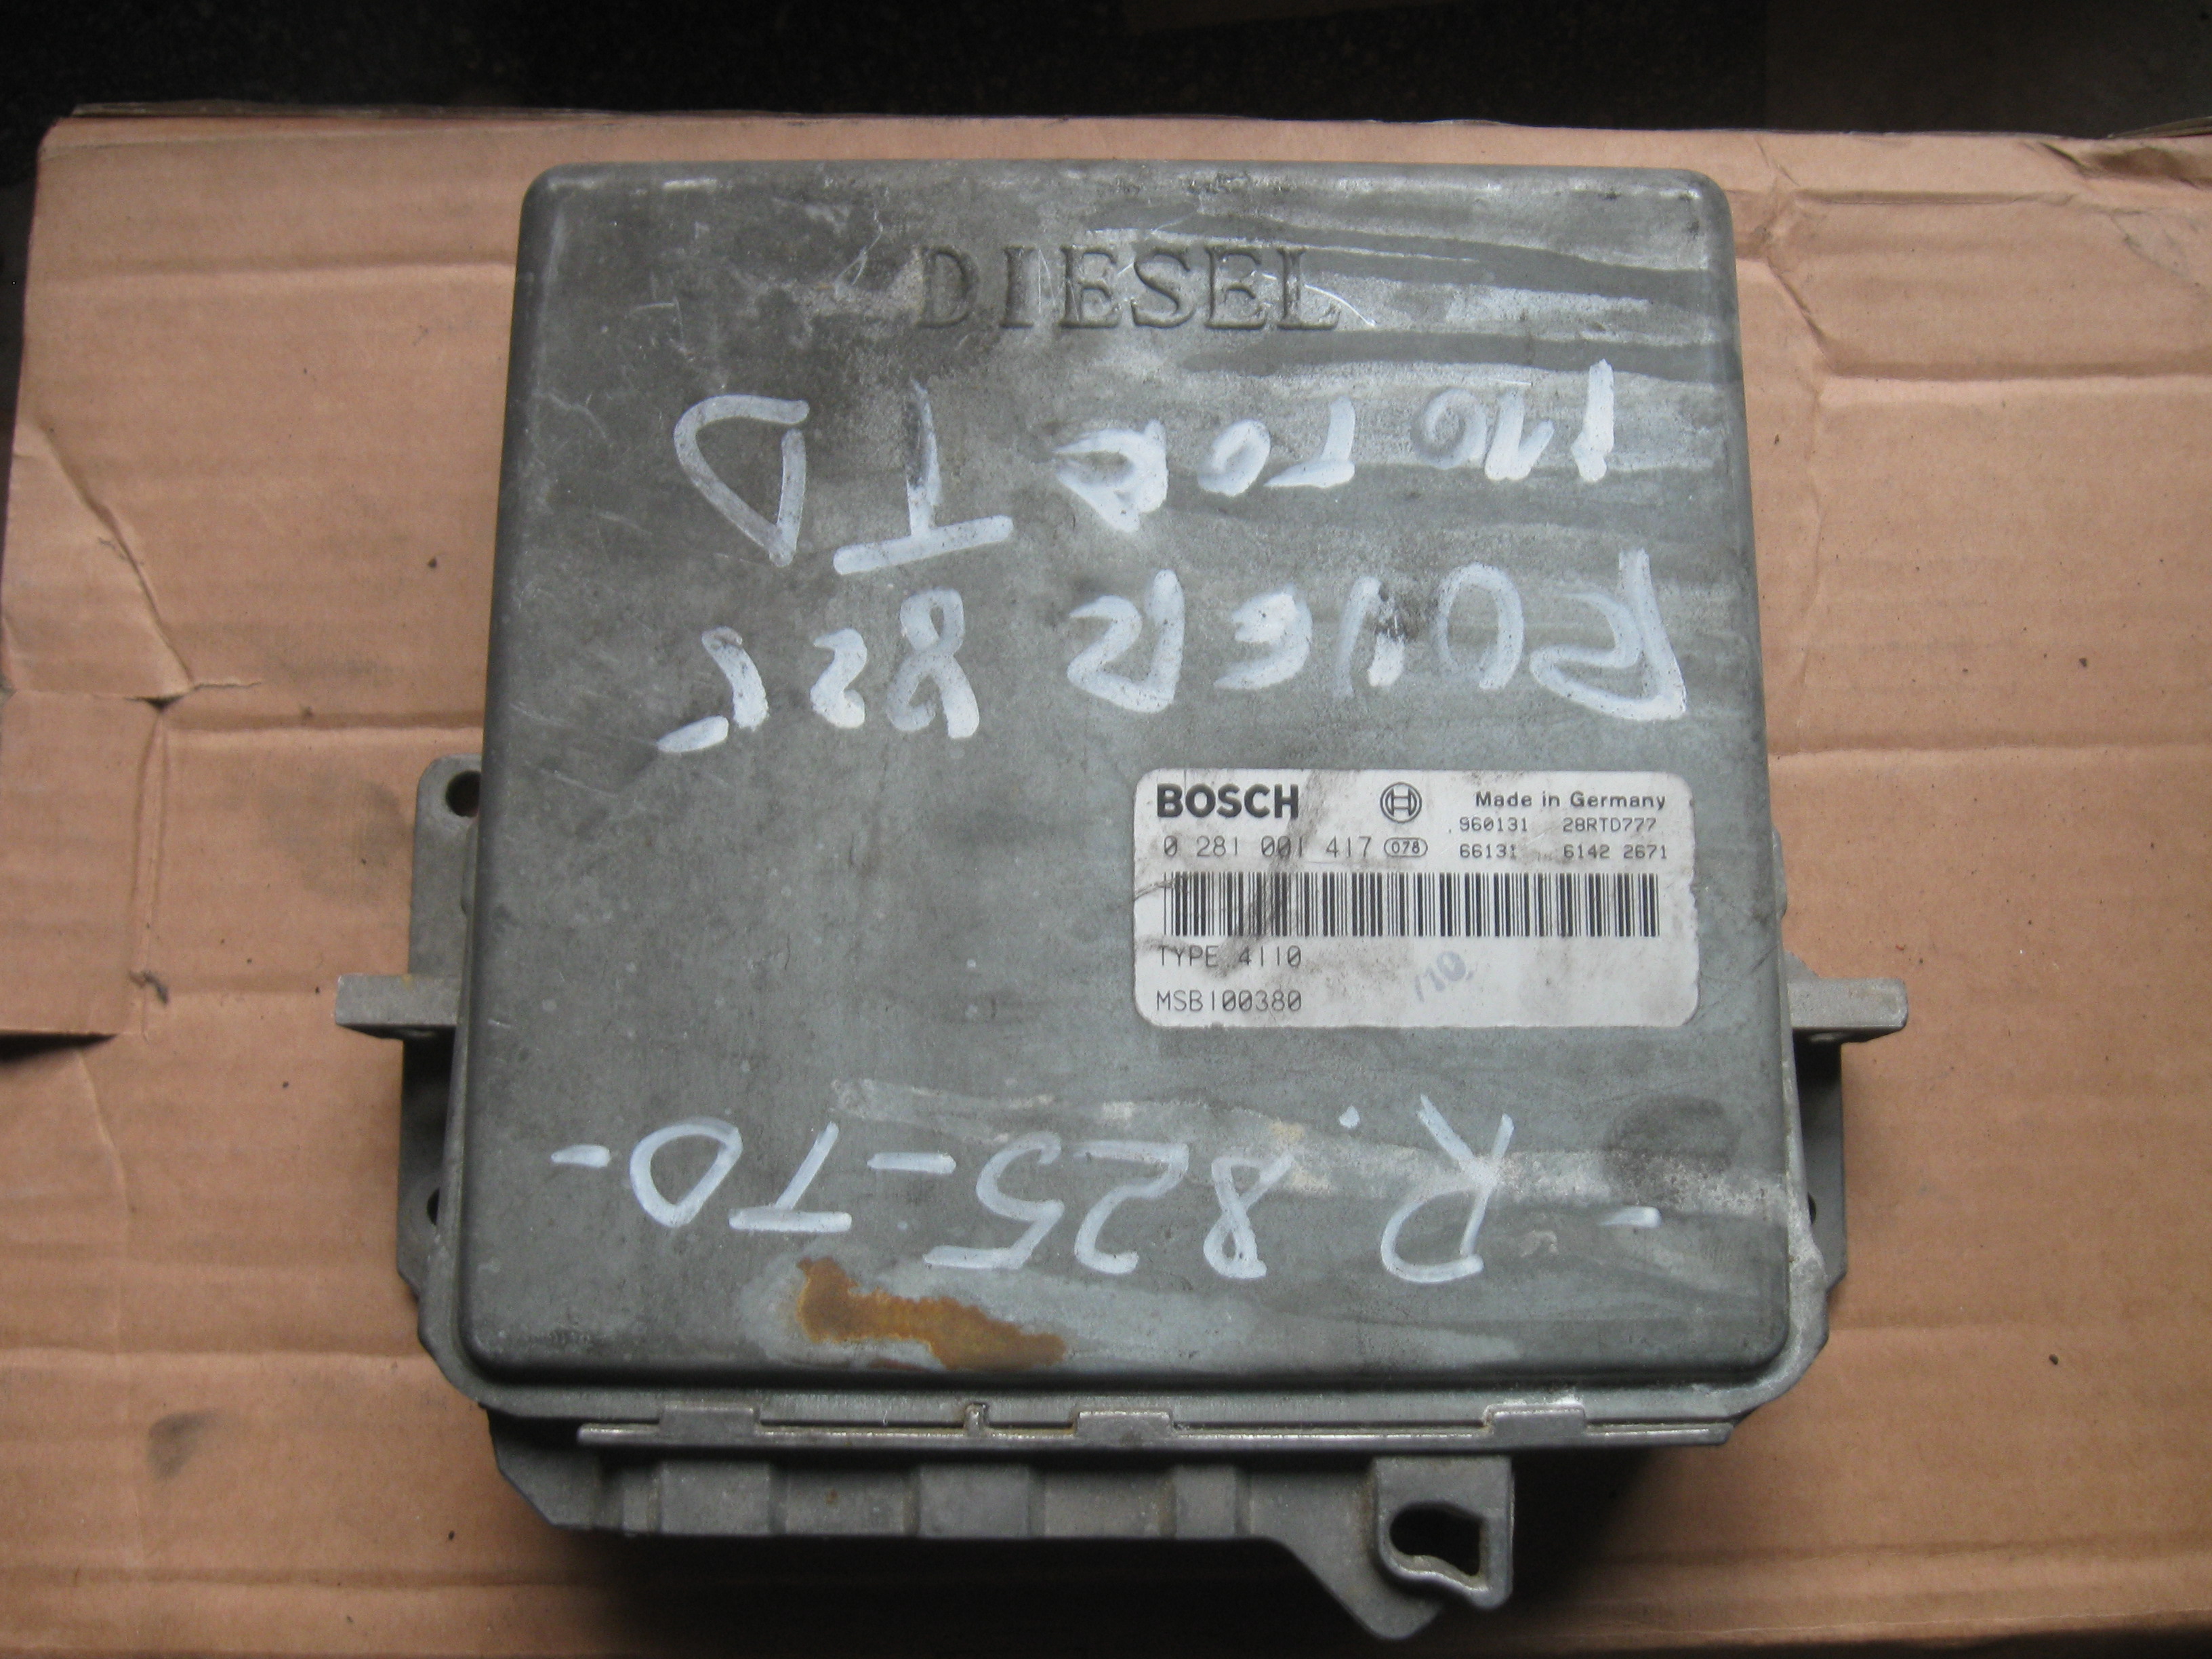 DIESEL
MOTOR TD
ROVER 825
BOSCH Made in Germany
960131 28RTD777
0 281 001 417 078 66131 6142 2671
TYPE 4110
110
MSB100380
- R. 825-TD-